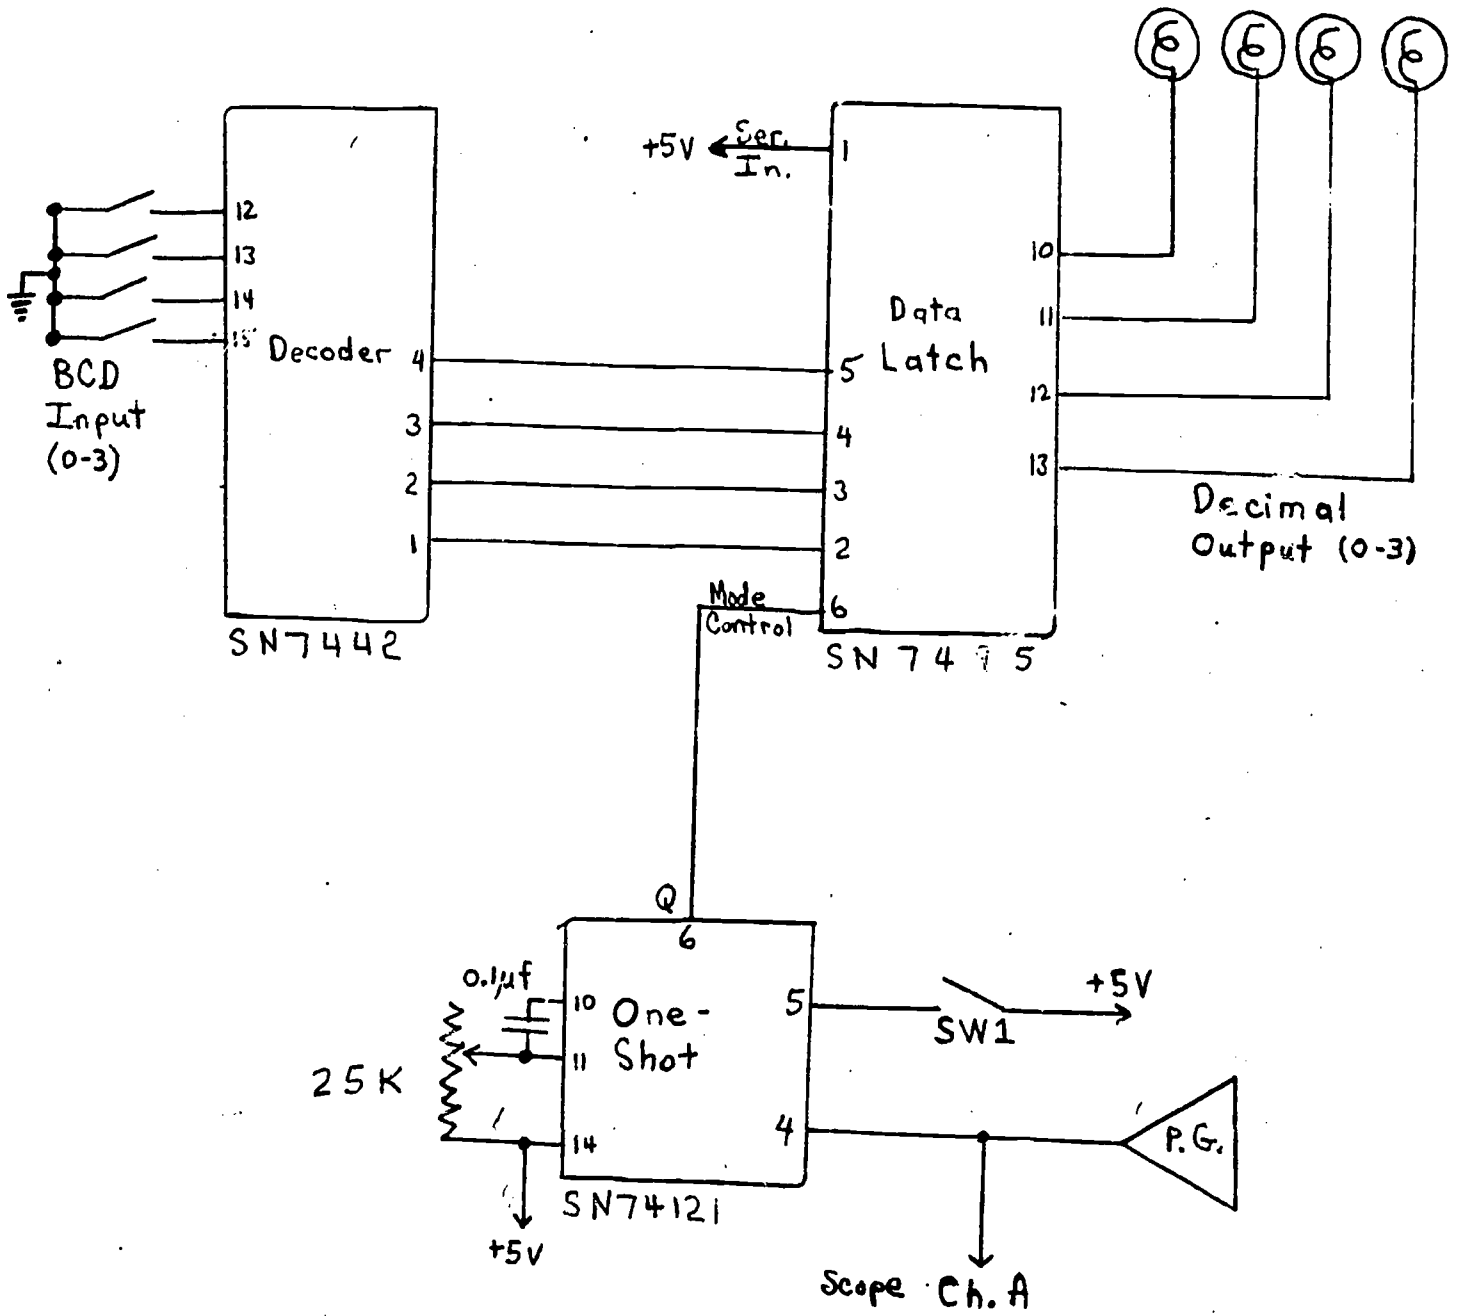 +5V
Ser.
In.
1
12
13
14
15
Decoder
4
3
2
1
BCD
Input
(0-3)
SN7442
5
4
3
2
6
Data
Latch
10
11
12
13
Mode
Control
Decimal
Output (0-3)
Q
6
0.1µf
10
11
14
One-
Shot
5
4
25K
+5V
SW1
+5V
P.G.
SN74121
Scope Ch. A